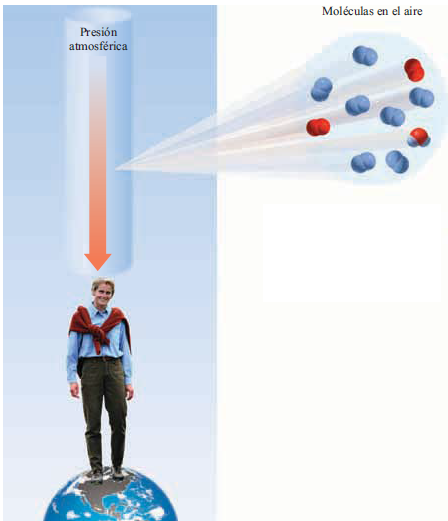 Moléculas en el aire
Presión
atmosférica